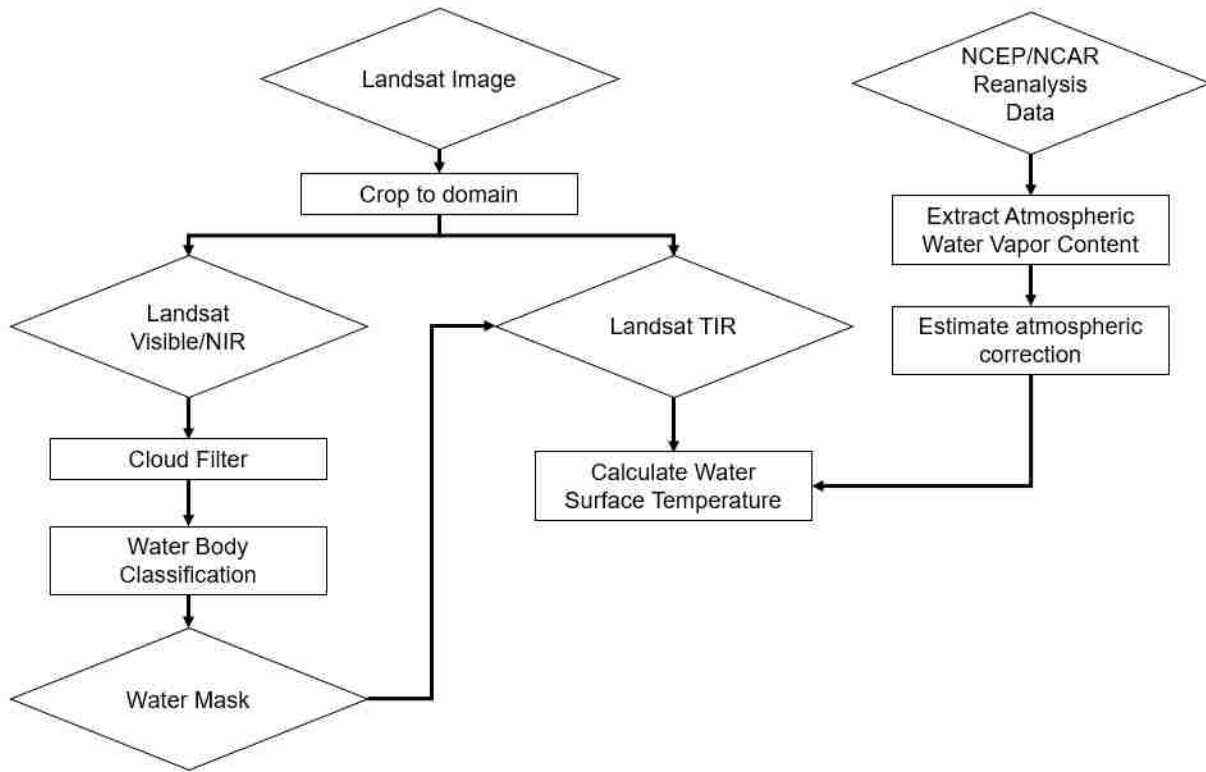 Landsat Image
NCEP/NCAR
Reanalysis
Data
Crop to domain
Extract Atmospheric
Water Vapor Content
Landsat
Visible/NIR
Landsat TIR
Estimate atmospheric
correction
Cloud Filter
Calculate Water
Surface Temperature
Water Body
Classification
Water Mask